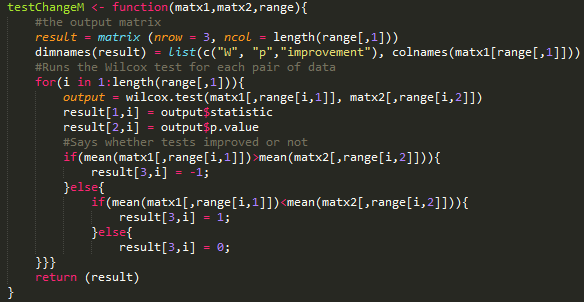 testChangeM <- function(matx1,matx2,range){
#the output matrix
result = matrix (nrow = 3, ncol = length(range[,1]))
dimnames(result) = list(c("W", "p","improvement"), colnames(matx1[range[,1]]))
#Runs the Wilcox test for each pair of data
for(i in 1:length(range[,1])){
output = wilcox.test(matx1[,range[i,1]], matx2[,range[i,2]])
result[1,i] = output$statistic
result[2,i] = output$p.value
#Says whether tests improved or not
if(mean(matx1[,range[i,1]])>mean(matx2[,range[i,2]])){
result[3,i] = -1;
}else{
if(mean(matx1[,range[i,1]])<mean(matx2[,range[i,2]])){
result[3,i] = 1;
}else{
result[3,i] = 0;
}}}
return (result)
}